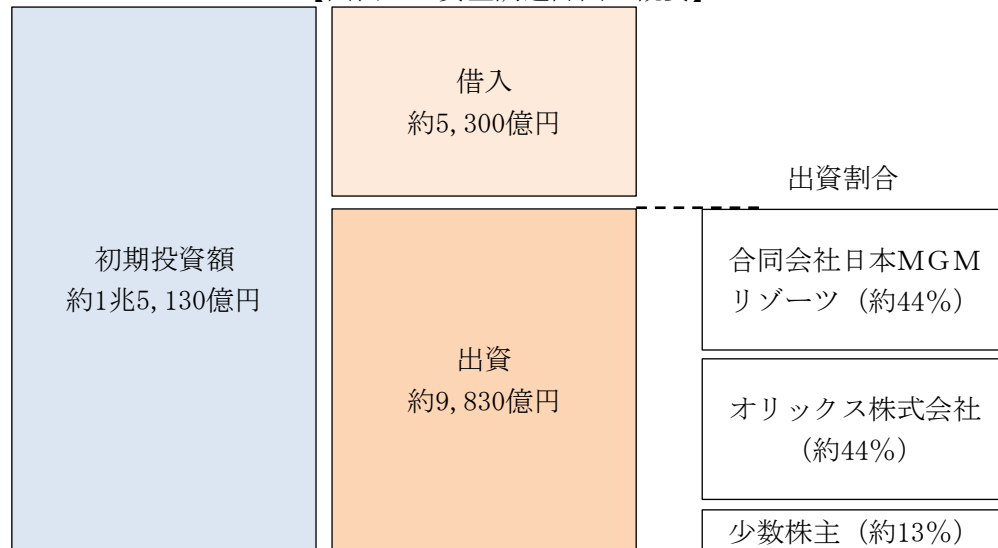 借入
約5,300億円
出資割合
初期投資額
約1兆5,130億円
合同会社日本MGM
リゾーツ（約44％）
出資
約9,830億円
オリックス株式会社
（約44％）
少数株主（約13％）